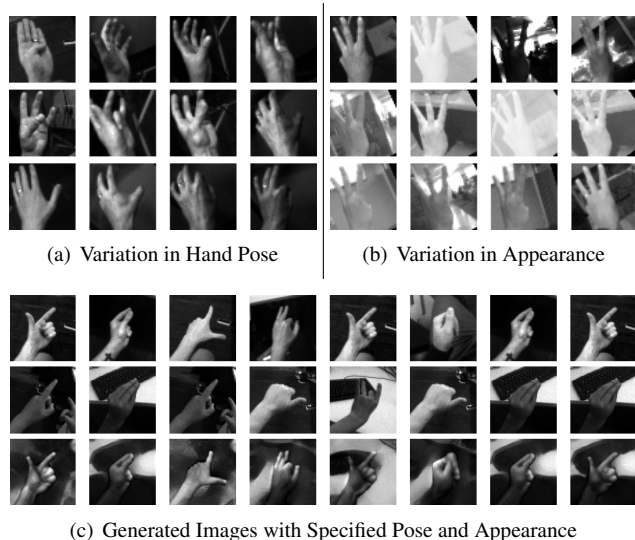 (a) Variation in Hand Pose
(b) Variation in Appearance
(c) Generated Images with Specified Pose and Appearance